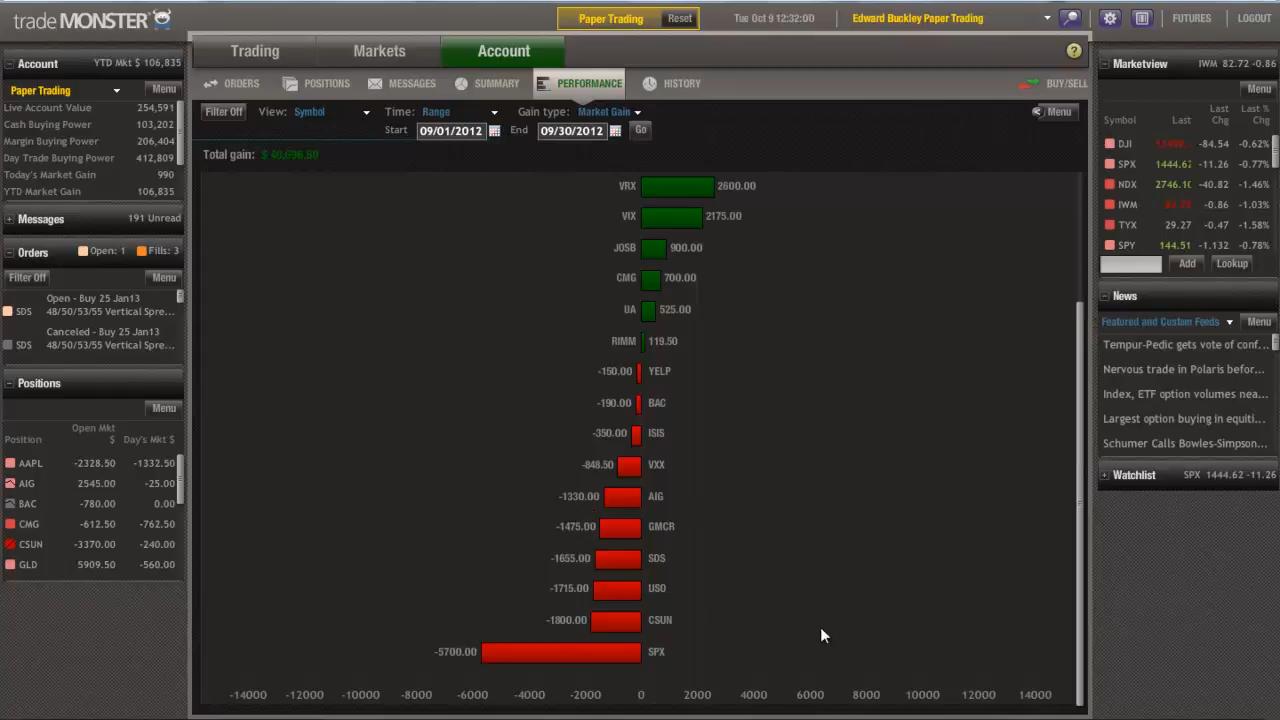 trade MONSTER
Paper Trading Reset
Tue Oct 9 12:32:00
Edward Buckley Paper Trading
FUTURES LOGOUT
Account YTD Mkt $ 106,835
Paper Trading Menu
Live Account Value 254,591
Cash Buying Power 103,202
Margin Buying Power 206,404
Day Trade Buying Power 412,809
Today's Market Gain 990
YTD Market Gain 106,835
Messages 191 Unread
Orders Open: 1 Fills: 3
Filter Off Menu
Open - Buy 25 Jan13
SDS 48/50/53/55 Vertical Spre...
Canceled - Buy 25 Jan13
SDS 48/50/53/55 Vertical Spre...
Positions
Menu
Position Open Mkt $ Day's Mkt $
AAPL -2328.50 -1332.50
AIG 2545.00 -25.00
BAC -780.00 0.00
CMG -612.50 -762.50
CSUN -3370.00 -240.00
GLD 5909.50 -560.00
Trading Markets Account ?
ORDERS POSITIONS MESSAGES SUMMARY PERFORMANCE HISTORY BUY/SELL
Filter Off View: Symbol Time: Range Gain type: Market Gain Menu
Start 09/01/2012 End 09/30/2012 Go
Total gain:
VRX 2600.00
VIX 2175.00
JOSB 900.00
CMG 700.00
UA 525.00
RIMM 119.50
-150.00 YELP
-190.00 BAC
-350.00 ISIS
-848.50 VXX
-1330.00 AIG
-1475.00 GMCR
-1655.00 SDS
-1715.00 USO
-1800.00 CSUN
-5700.00 SPX
-14000 -12000 -10000 -8000 -6000 -4000 -2000 0 2000 4000 6000 8000 10000 12000 14000
Marketview IWM 82.72 -0.86
Menu
Symbol Last Last Chg Last % Chg
DJI -84.54 -0.62%
SPX 1444.62 -11.26 -0.77%
NDX 2746.10 -40.82 -1.46%
IWM -0.86 -1.03%
TYX 29.27 -0.47 -1.58%
SPY 144.51 -1.132 -0.78%
Add Lookup
News
Featured and Custom Feeds Menu
Tempur-Pedic gets vote of conf...
Nervous trade in Polaris befor...
Index, ETF option volumes nea...
Largest option buying in equiti...
Schumer Calls Bowles-Simpson...
Watchlist SPX 1444.62 -11.26